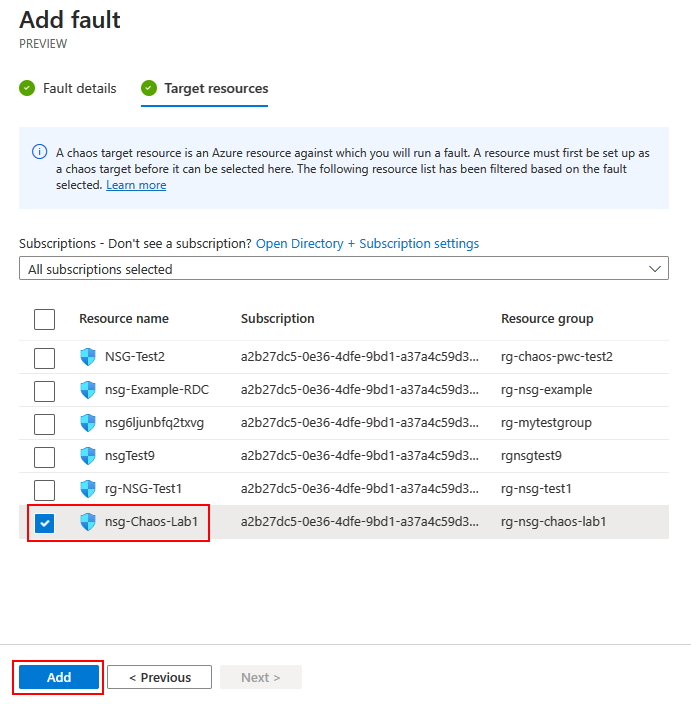 Add fault
PREVIEW
Fault details Target resources
A chaos target resource is an Azure resource against which you will run a fault. A resource must first be set up as
a chaos target before it can be selected here. The following resource list has been filtered based on the fault
selected. Learn more
Subscriptions - Don't see a subscription? Open Directory + Subscription settings
All subscriptions selected
Resource name Subscription Resource group
NSG-Test2 a2b27dc5-0e36-4dfe-9bd1-a37a4c59d3... rg-chaos-pwc-test2
nsg-Example-RDC a2b27dc5-0e36-4dfe-9bd1-a37a4c59d3... rg-nsg-example
nsg6ljunbfq2txvg a2b27dc5-0e36-4dfe-9bd1-a37a4c59d3... rg-mytestgroup
nsgTest9 a2b27dc5-0e36-4dfe-9bd1-a37a4c59d3... rgnsgtest9
rg-NSG-Test1 a2b27dc5-0e36-4dfe-9bd1-a37a4c59d3... rg-nsg-test1
nsg-Chaos-Lab1 a2b27dc5-0e36-4dfe-9bd1-a37a4c59d3... rg-nsg-chaos-lab1
Add < Previous Next >